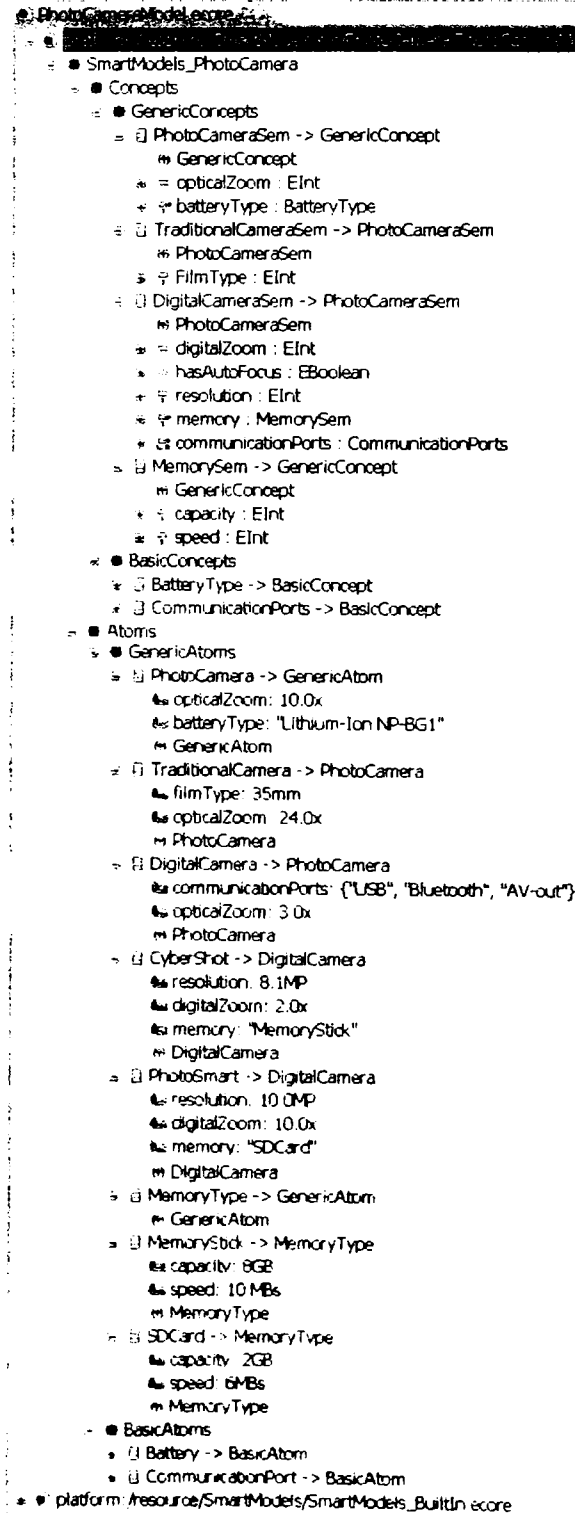 PhotoCameraModel.ecore
SmartModels_PhotoCamera
Concepts
GenericConcepts
PhotoCameraSem -> GenericConcept
GenericConcept
opticalZoom : EInt
batteryType : BatteryType
TraditionalCameraSem -> PhotoCameraSem
PhotoCameraSem
FilmType : EInt
DigitalCameraSem -> PhotoCameraSem
PhotoCameraSem
digitalZoom : EInt
hasAutoFocus : EBoolean
resolution : EInt
memory : MemorySem
communicationPorts : CommunicationPorts
MemorySem -> GenericConcept
GenericConcept
capacity : EInt
speed : EInt
BasicConcepts
BatteryType -> BasicConcept
CommunicationPorts -> BasicConcept
Atoms
GenericAtoms
PhotoCamera -> GenericAtom
opticalZoom: 10.0x
batteryType: "Lithium-Ion NP-BG1"
GenericAtom
TraditionalCamera -> PhotoCamera
filmType: 35mm
opticalZoom: 24.0x
PhotoCamera
DigitalCamera -> PhotoCamera
communicationPorts: {"USB", "Bluetooth", "AV-out"}
opticalZoom: 3.0x
PhotoCamera
CyberShot -> DigitalCamera
resolution: 8.1MP
digitalZoom: 2.0x
memory: "MemoryStick"
DigitalCamera
PhotoSmart -> DigitalCamera
resolution: 10.0MP
digitalZoom: 10.0x
memory: "SDCard"
DigitalCamera
MemoryType -> GenericAtom
GenericAtom
MemoryStick -> MemoryType
capacity: 8GB
speed: 10 MBs
MemoryType
SDCard -> MemoryType
capacity: 2GB
speed: 6MBs
MemoryType
BasicAtoms
Battery -> BasicAtom
CommunicationPort -> BasicAtom
platform:/resource/SmartModels/SmartModels_BuiltIn.ecore